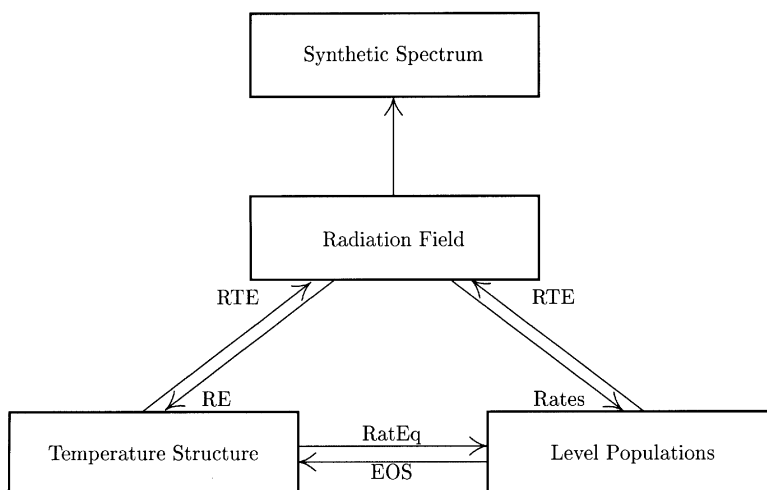 Synthetic Spectrum
Radiation Field
RTE
RTE
RE
Rates
Temperature Structure
RatEq
EOS
Level Populations